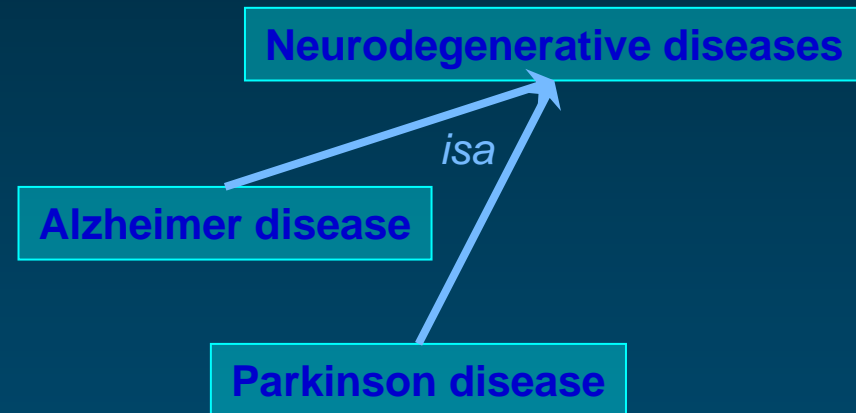 Neurodegenerative diseases
isa
Alzheimer disease
Parkinson disease